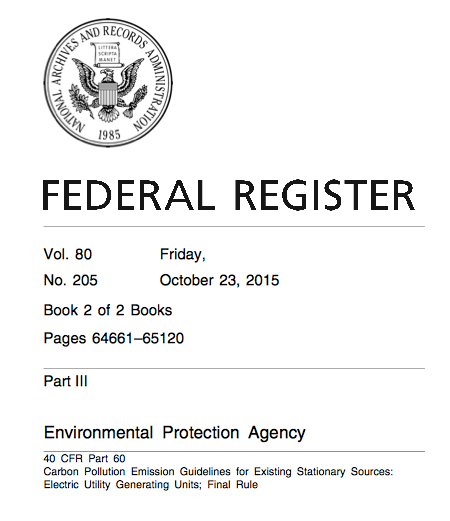 NATIONAL ARCHIVES AND RECORDS ADMINISTRATION
LITTERA
SCRIPTA
MANET
1985
FEDERAL REGISTER
Vol. 80 Friday,
No. 205 October 23, 2015
Book 2 of 2 Books
Pages 64661–65120
Part III
Environmental Protection Agency
40 CFR Part 60
Carbon Pollution Emission Guidelines for Existing Stationary Sources:
Electric Utility Generating Units; Final Rule